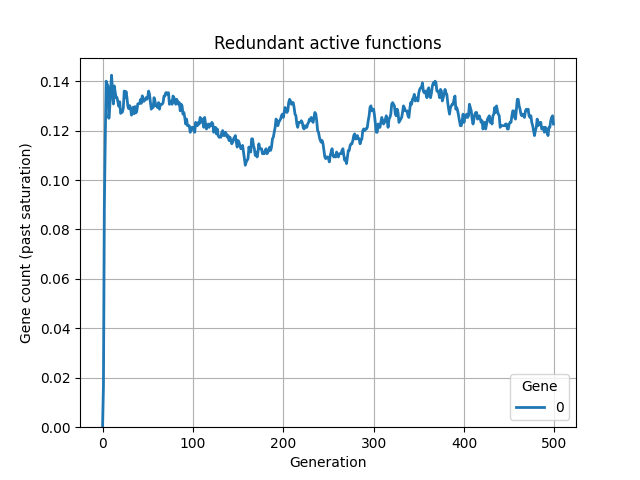 Redundant active functions
Gene count (past saturation)
0.14
0.12
0.10
0.08
0.06
0.04
0.02
0.00
Gene
0
0 100 200 300 400 500
Generation